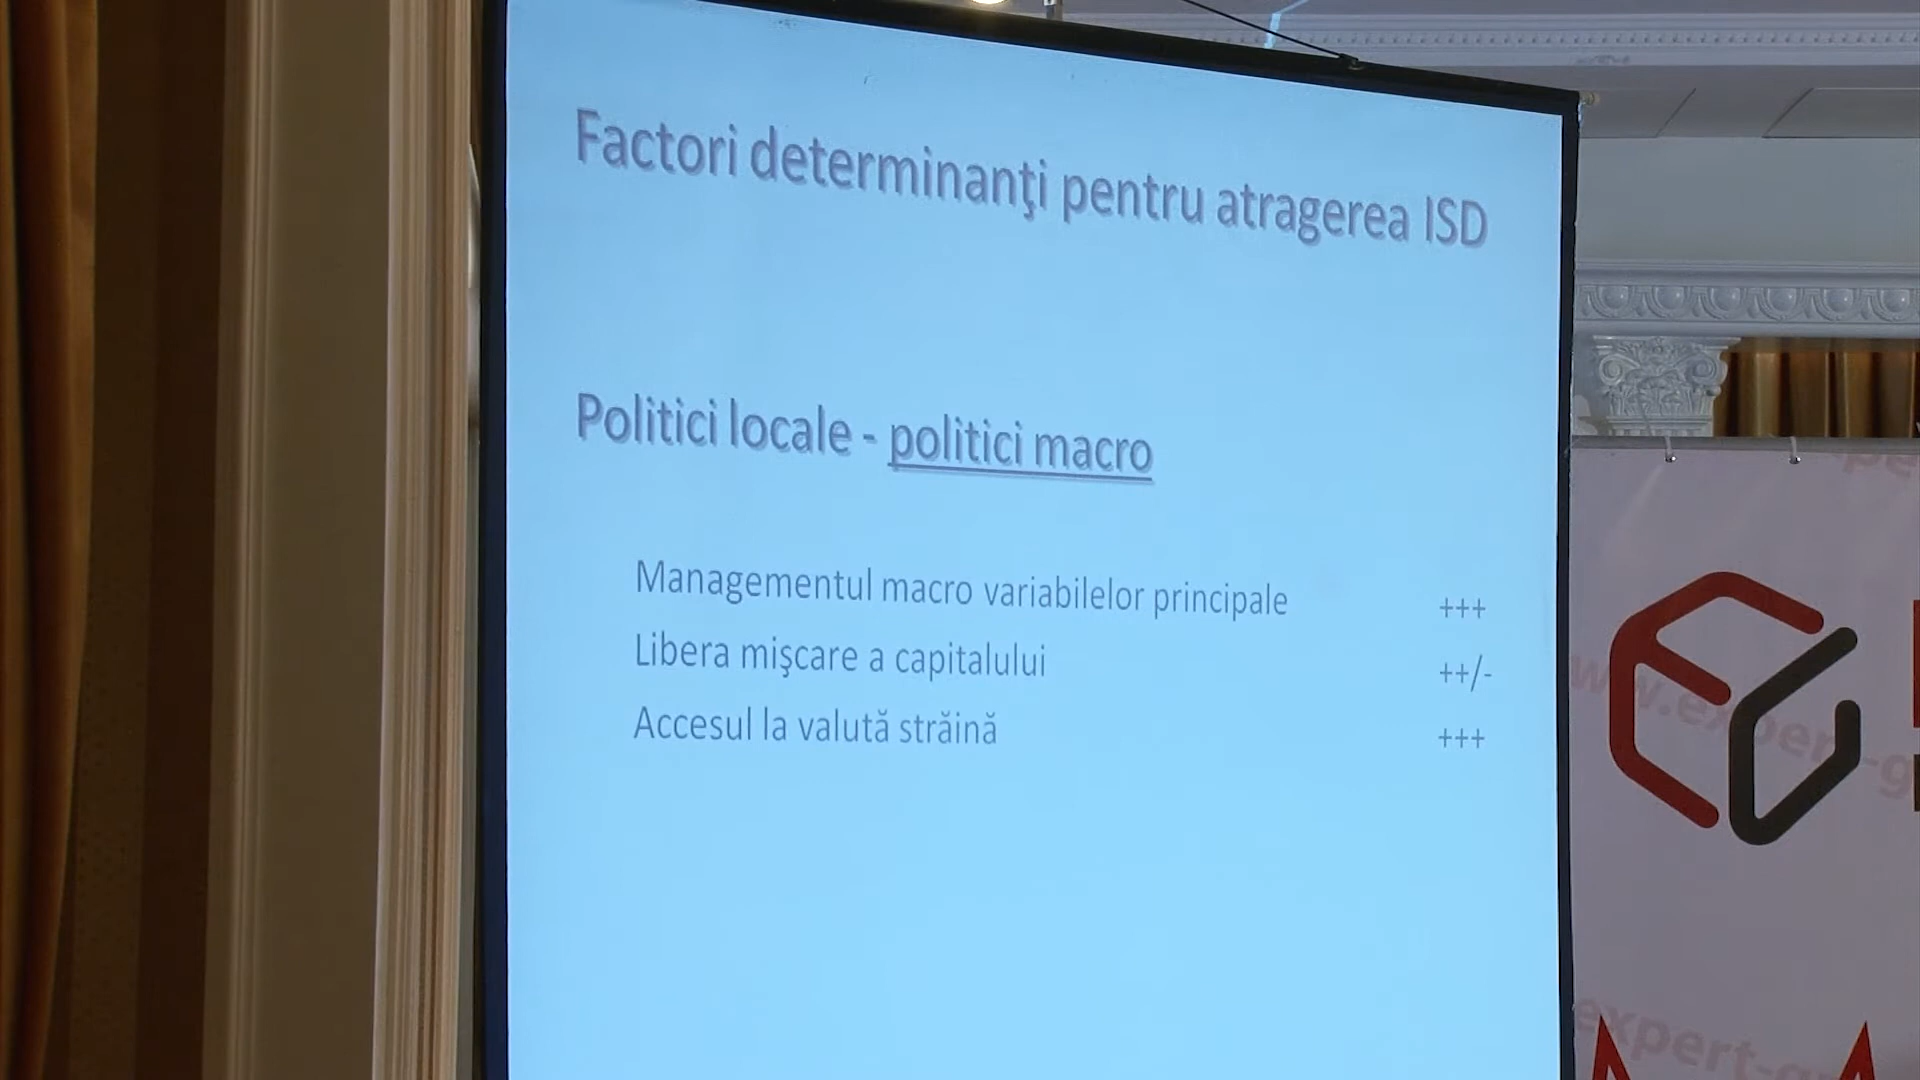 Factori determinanţi pentru atragerea ISD
Politici locale - politici macro
Managementul macro variabilelor principale +++
Libera mişcare a capitalului ++/-
Accesul la valută străină +++